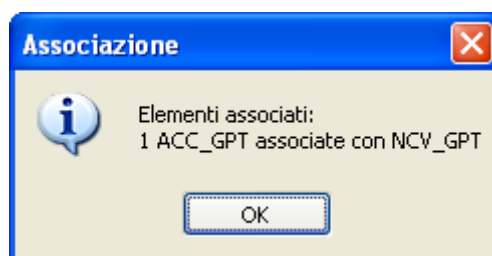 Associazione
Elementi associati:
1 ACC_GPT associate con NCV_GPT
OK